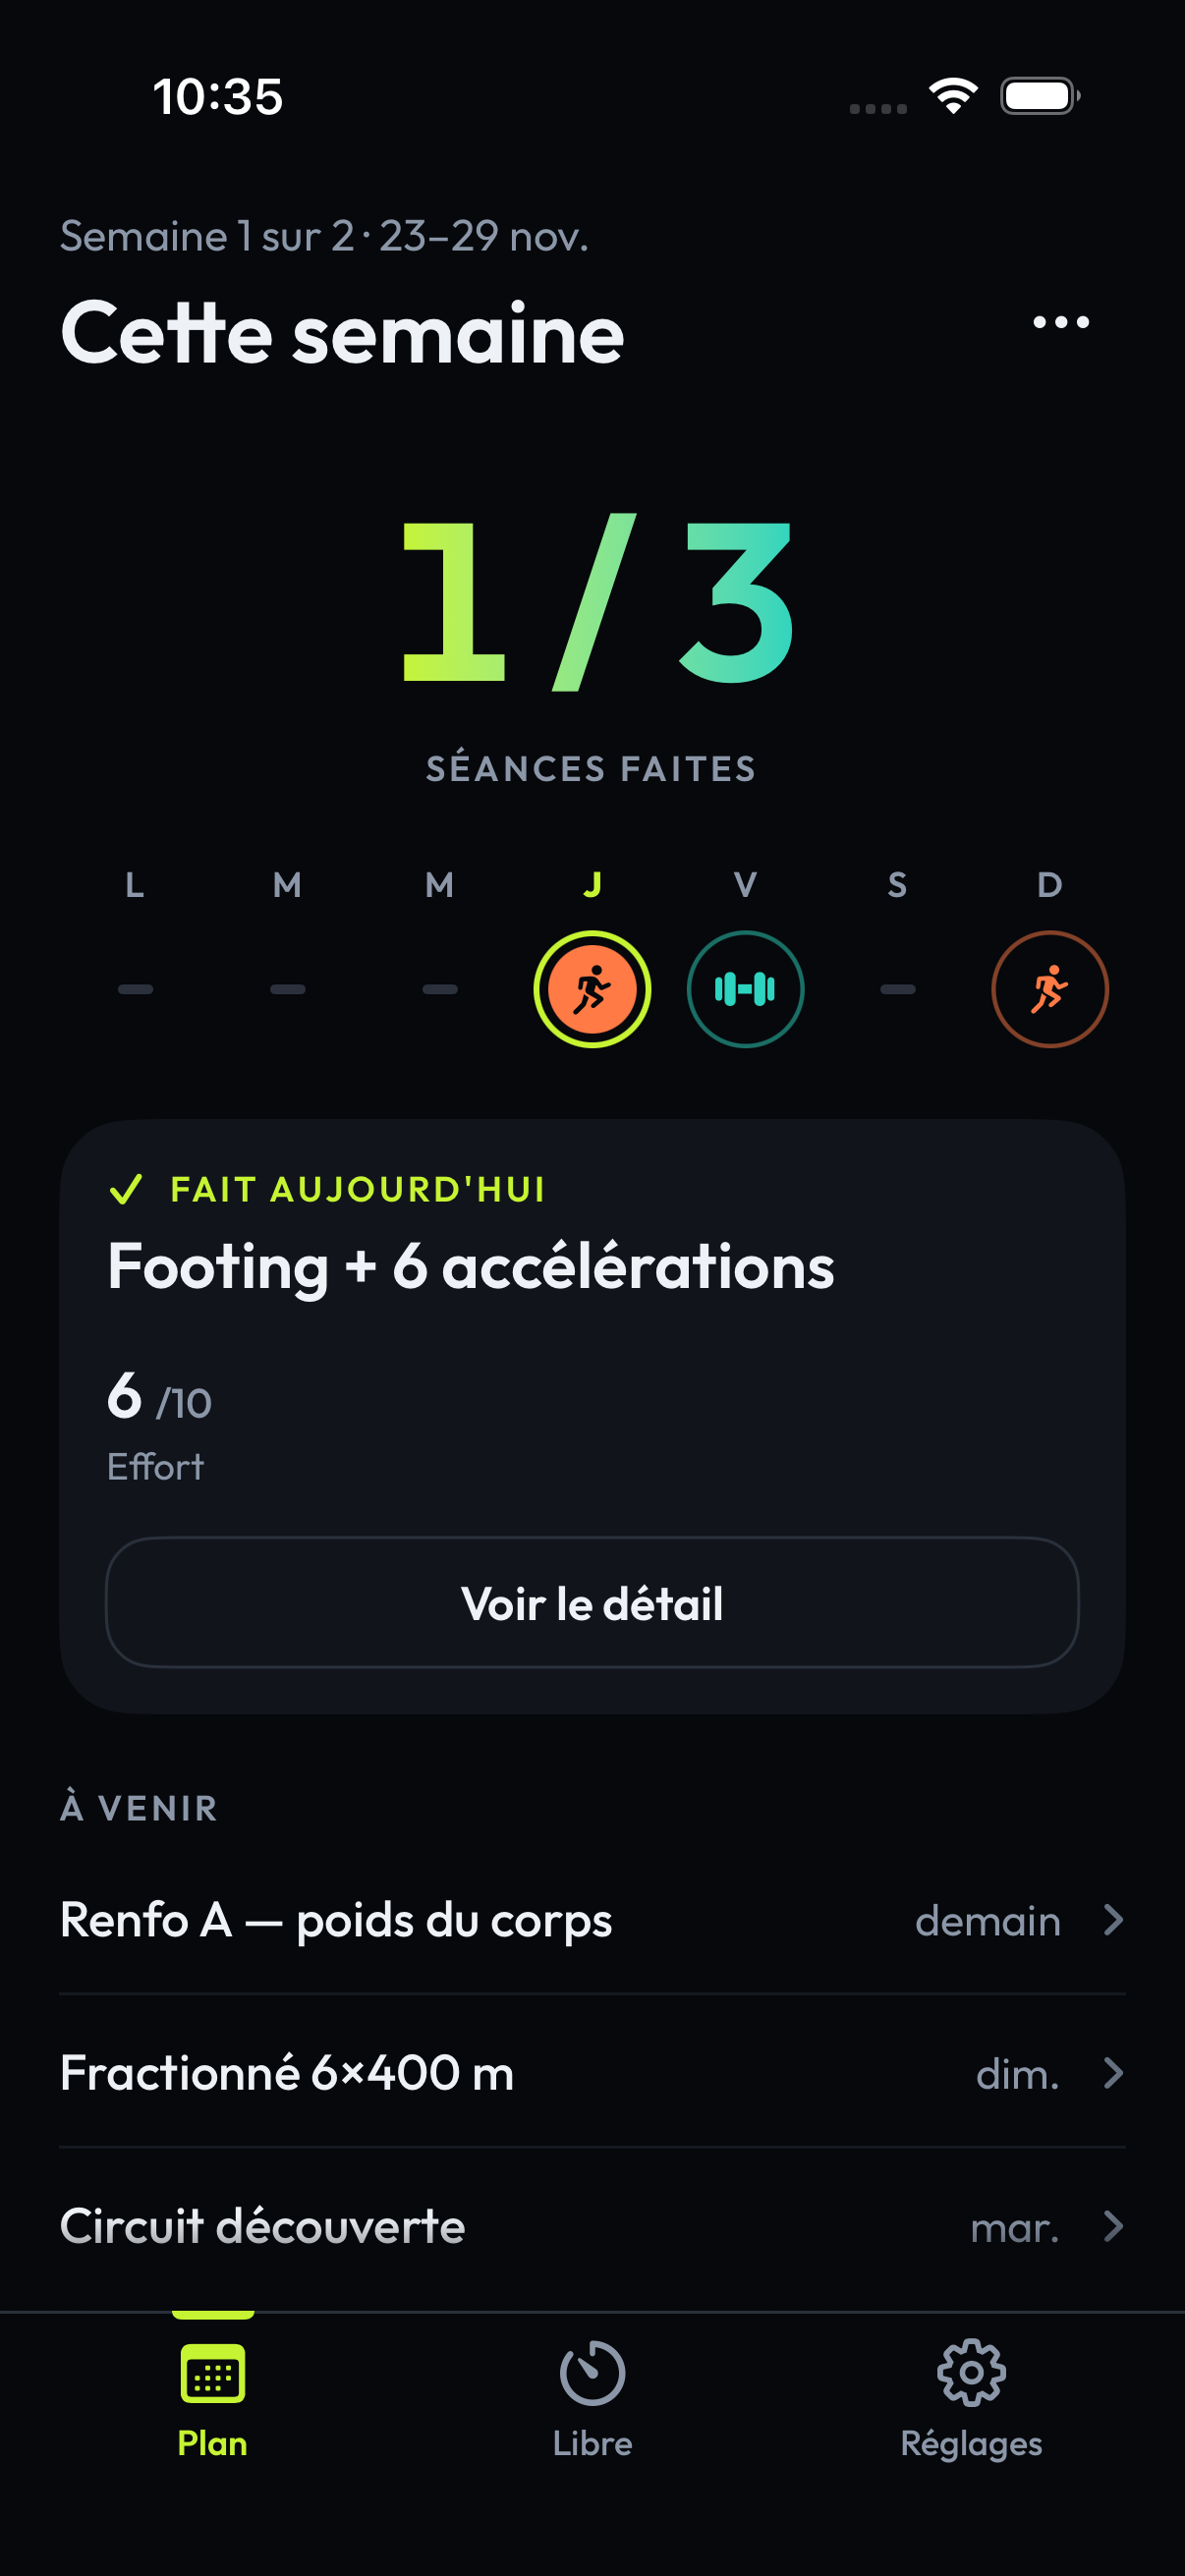 10:35
Semaine 1 sur 2 · 23–29 nov.
Cette semaine
1/3
SÉANCES FAITES
L M M J V S D
FAIT AUJOURD'HUI
Footing + 6 accélérations
6 /10
Effort
Voir le détail
À VENIR
Renfo A — poids du corps demain
Fractionné 6×400 m dim.
Circuit découverte mar.
Plan Libre Réglages